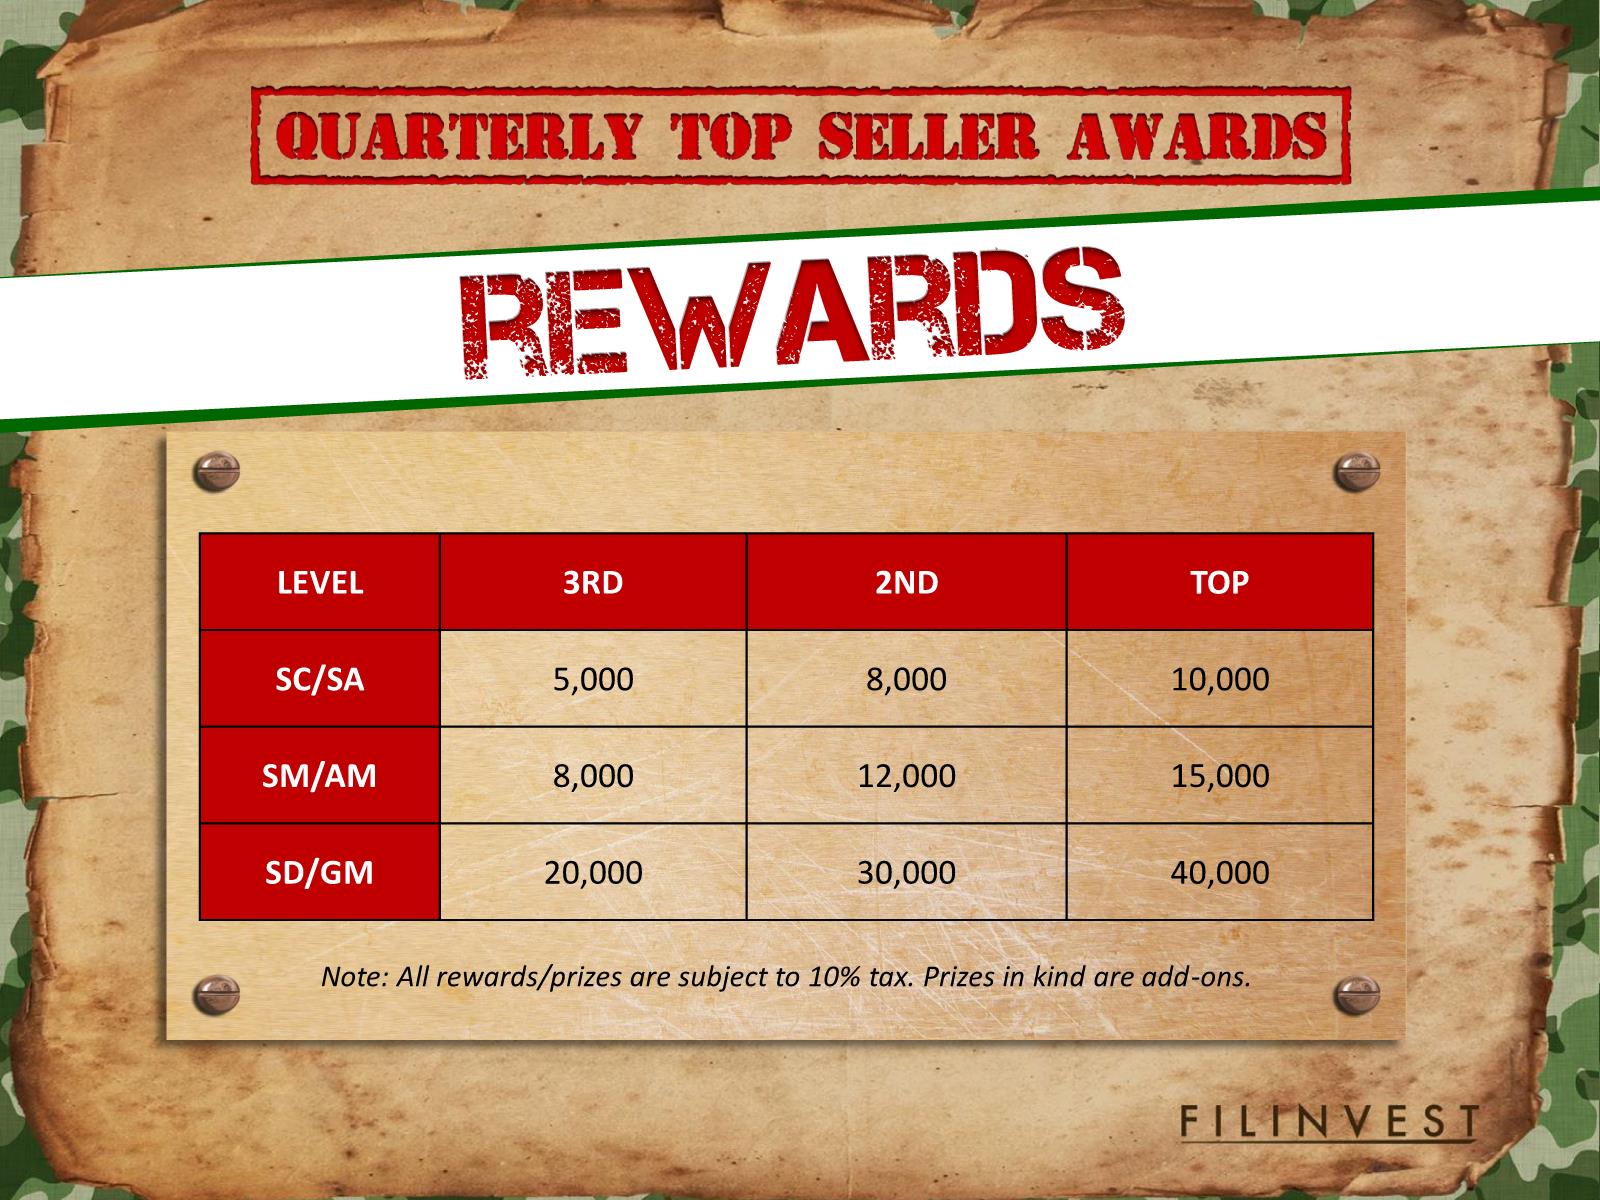 QUARTERLY TOP SELLER AWARDS
REWARDS
LEVEL 3RD 2ND TOP
SC/SA 5,000 8,000 10,000
SM/AM 8,000 12,000 15,000
SD/GM 20,000 30,000 40,000
Note: All rewards/prizes are subject to 10% tax. Prizes in kind are add-ons.
FILINVEST